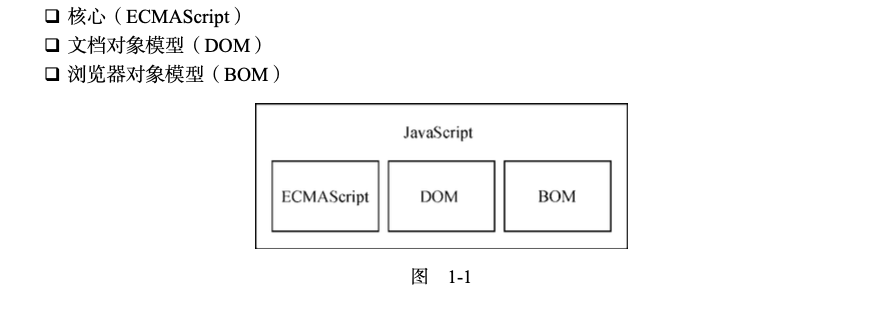 ❑ 核心（ECMAScript）
❑ 文档对象模型（DOM）
❑ 浏览器对象模型（BOM）
JavaScript
ECMAScript DOM BOM
图 1-1